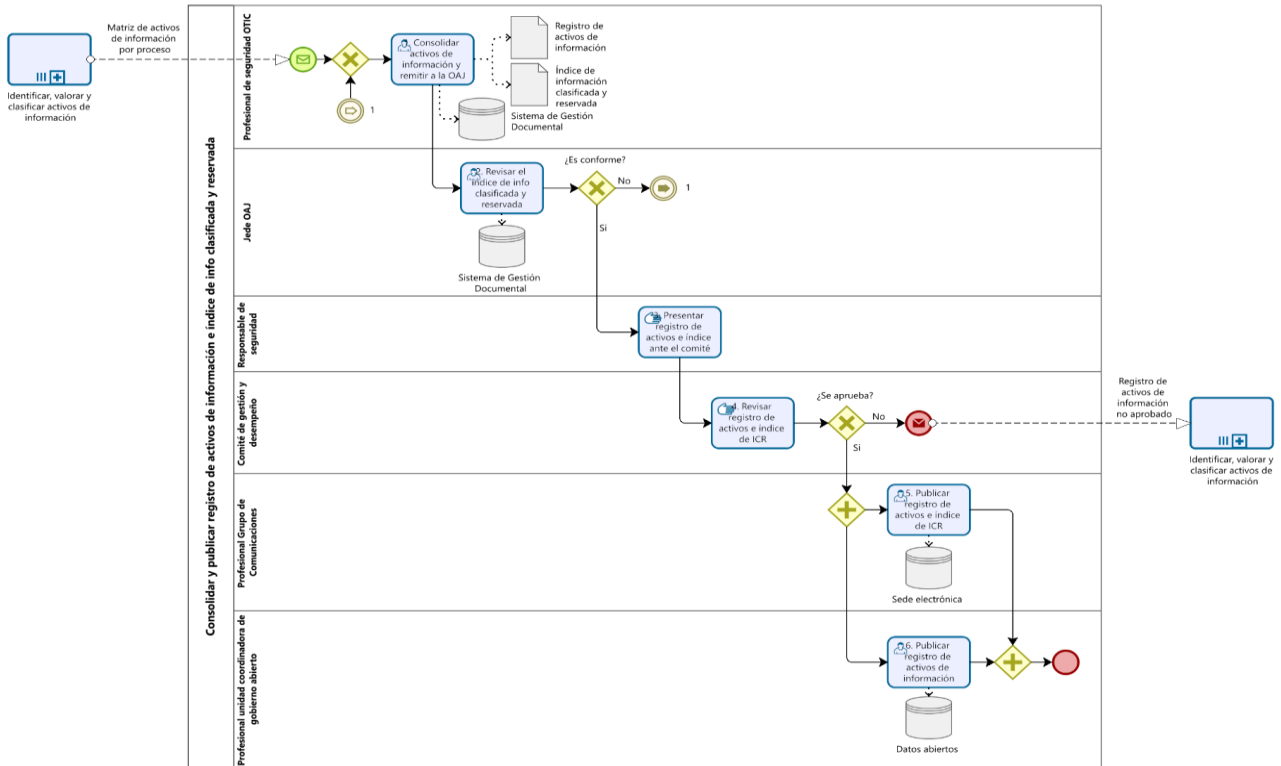 Matriz de activos
de información
por proceso
Identificar, valorar y
clasificar activos de
información
Consolidar y publicar registro de activos de información e índice de info clasificada y reservada
Profesional de seguridad OTIC
1
Consolidar
activos de
información y
remitir a la OAJ
Registro de
activos de
información
Índice de
información
clasificada y
reservada
Sistema de Gestión
Documental
Jede OAJ
2. Revisar el
índice de info
clasificada y
reservada
Sistema de Gestión
Documental
¿Es conforme?
No
1
Si
Responsable de
seguridad
Presentar
registro de
activos e índice
ante el comité
Comité de gestión y
desempeño
4. Revisar
registro de
activos e índice
de ICR
¿Se aprueba?
No
Si
Registro de
activos de
información
no aprobado
Identificar, valorar y
clasificar activos de
información
Profesional Grupo de
Comunicaciones
5. Publicar
registro de
activos e índice
de ICR
Sede electrónica
Profesional unidad coordinadora de
gobierno abierto
6. Publicar
registro de
activos de
información
Datos abiertos